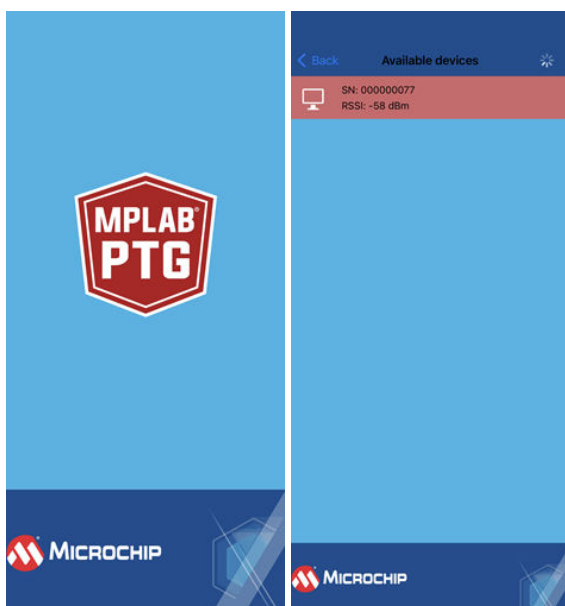 MPLAB®
PTG
MICROCHIP
Back
Available devices
SN: 000000077
RSSI: -58 dBm
MICROCHIP